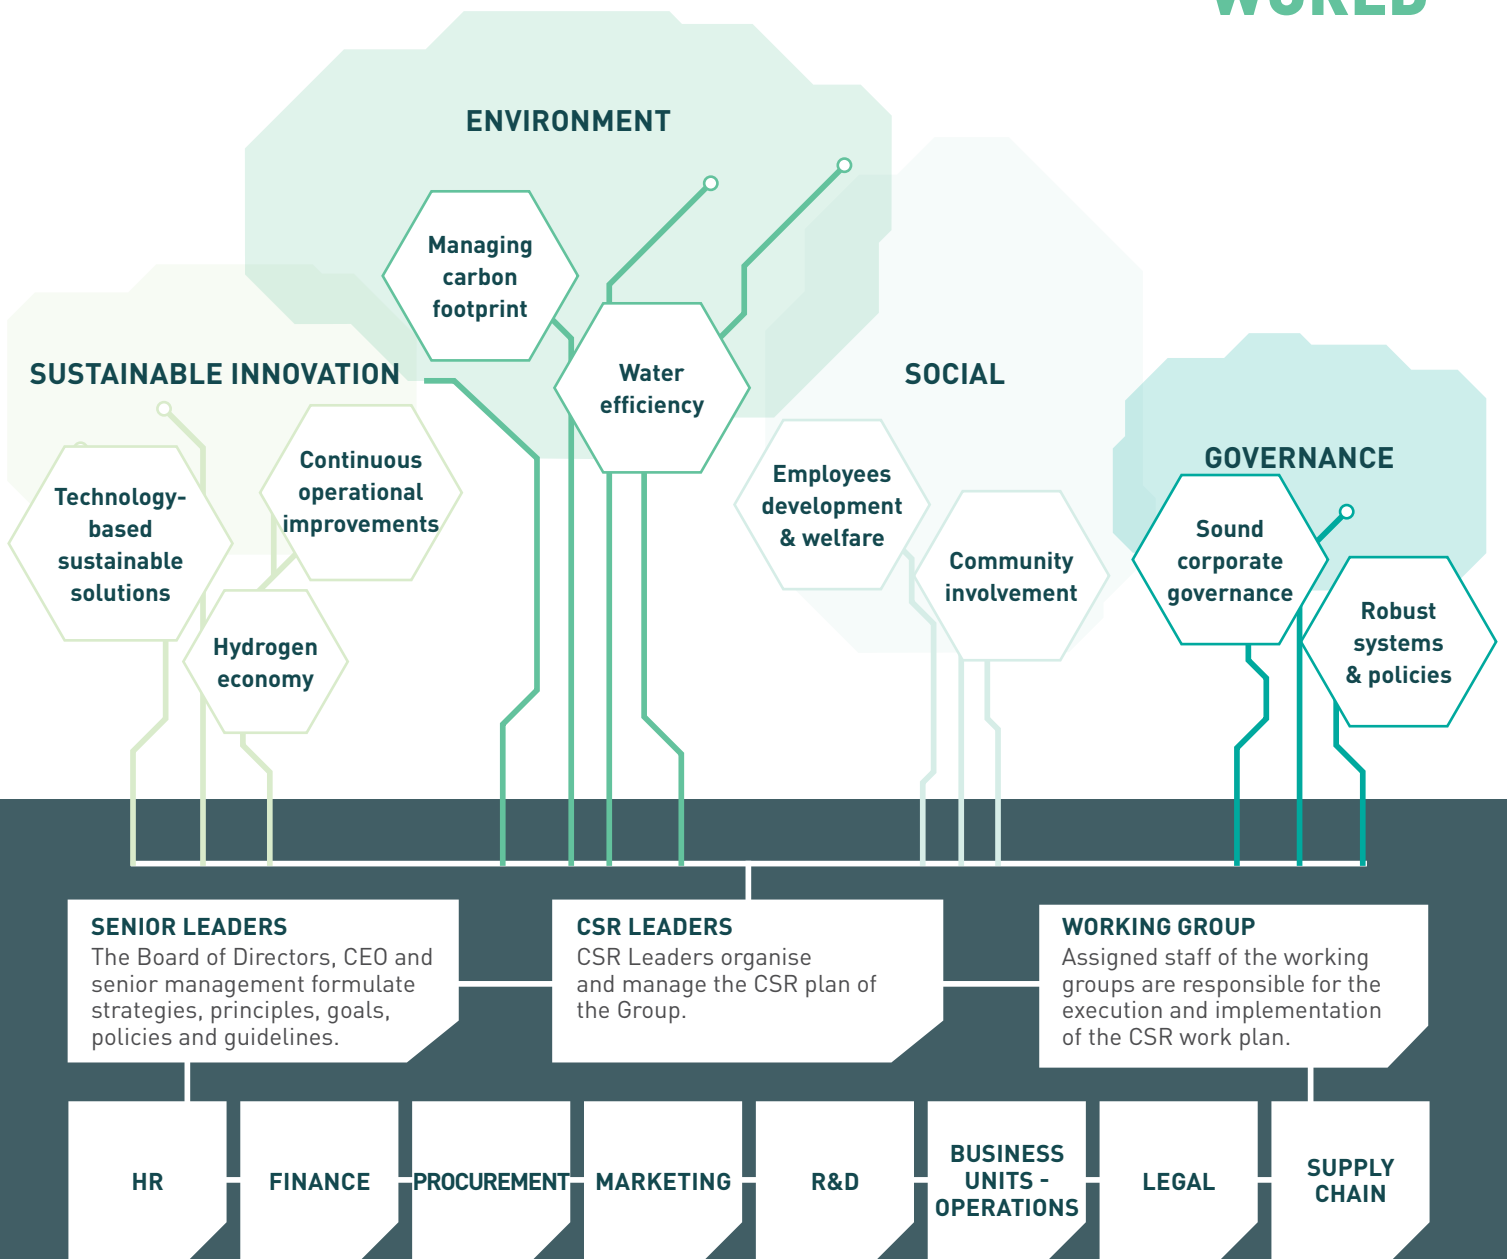 WORLD
ENVIRONMENT
Managing
carbon
footprint
Water
efficiency
SUSTAINABLE INNOVATION
Technology-
based
sustainable
solutions
Continuous
operational
improvements
Hydrogen
economy
SOCIAL
Employees
development
& welfare
Community
involvement
GOVERNANCE
Sound
corporate
governance
Robust
systems
& policies
SENIOR LEADERS
The Board of Directors, CEO and
senior management formulate
strategies, principles, goals,
policies and guidelines.
CSR LEADERS
CSR Leaders organise
and manage the CSR plan of
the Group.
WORKING GROUP
Assigned staff of the working
groups are responsible for the
execution and implementation
of the CSR work plan.
HR
FINANCE
PROCUREMENT
MARKETING
R&D
BUSINESS
UNITS -
OPERATIONS
LEGAL
SUPPLY
CHAIN